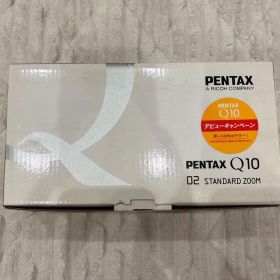 PENTAX
A RICOH COMPANY
PENTAX
Q10
デビューキャンペーン
PENTAX Q10
02 STANDARD ZOOM